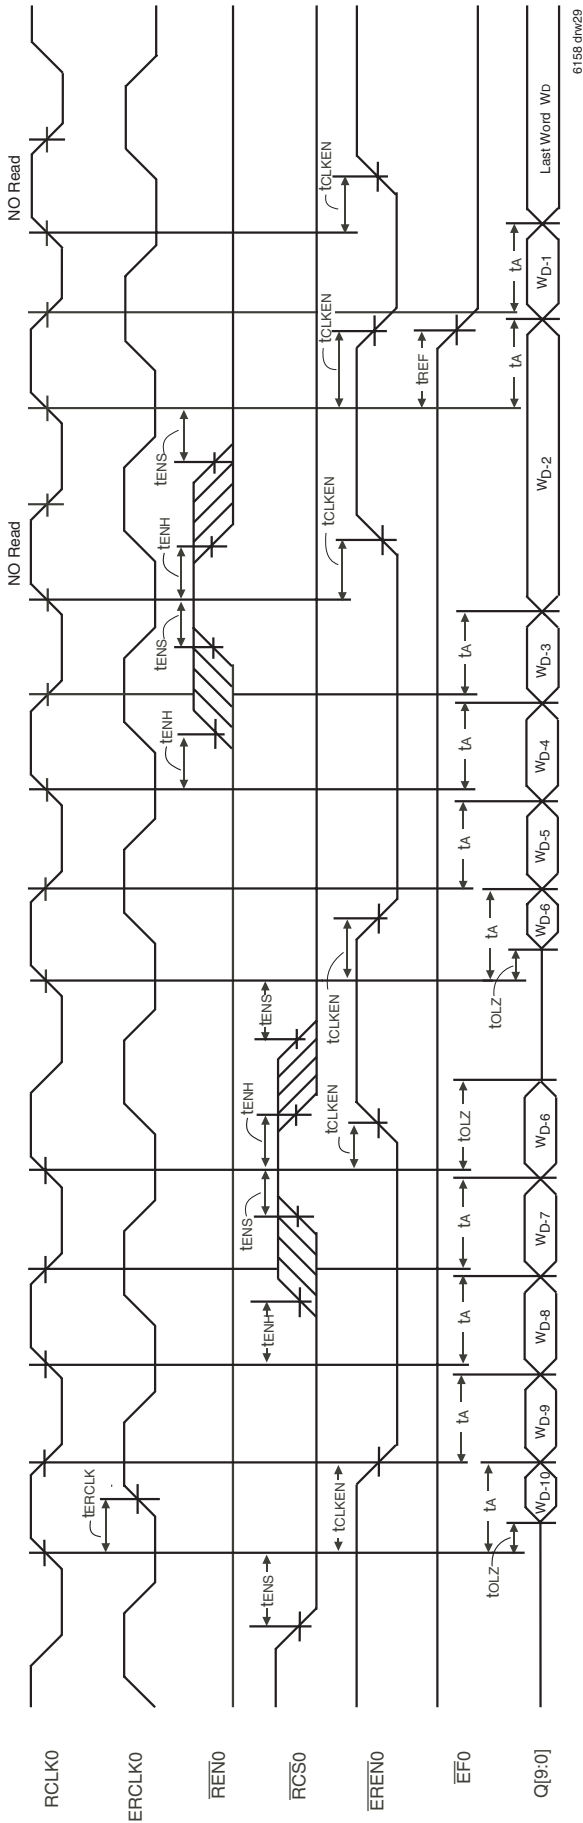 NO Read NO Read
RCLK0
tERCLK
ERCLK0
tENH tENS tENH tENS
REN0
tENS tENH tENS tENH tENS
RCS0
tCLKEN tCLKEN tCLKEN tCLKEN tCLKEN tCLKEN
EREN0
tREF
EF0
tOLZ tA tA tA tA tOLZ tOLZ tA tA tA tA tA tA
Q[9:0] WD-10 WD-9 WD-8 WD-7 WD-6 WD-6 WD-5 WD-4 WD-3 WD-2 WD-1 Last Word WD
6158 drw29